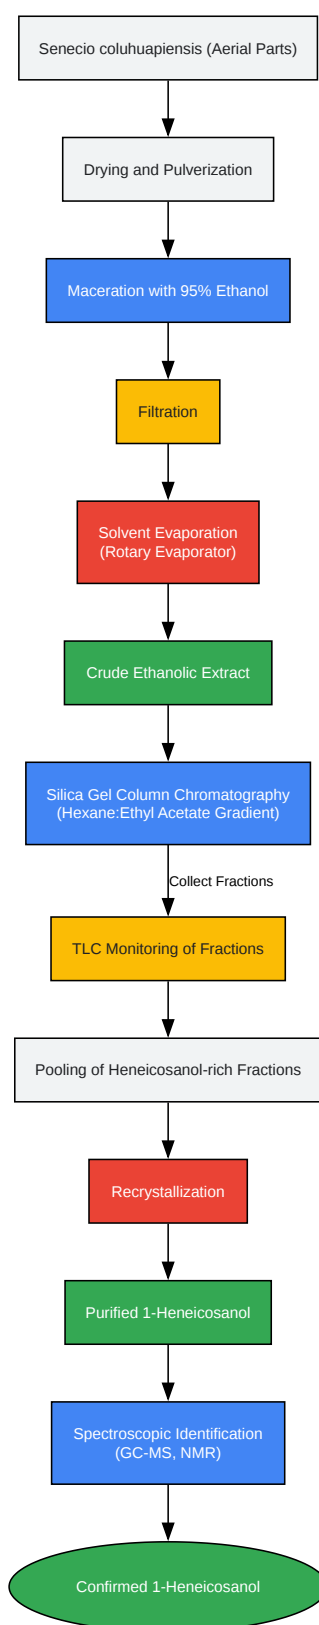 Senecio coluhuapiensis (Aerial Parts)
Drying and Pulverization
Maceration with 95% Ethanol
Filtration
Solvent Evaporation
(Rotary Evaporator)
Crude Ethanolic Extract
Silica Gel Column Chromatography
(Hexane:Ethyl Acetate Gradient)
Collect Fractions
TLC Monitoring of Fractions
Pooling of Heneicosanol-rich Fractions
Recrystallization
Purified 1-Heneicosanol
Spectroscopic Identification
(GC-MS, NMR)
Confirmed 1-Heneicosanol